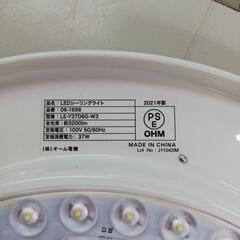 品名：LEDシーリングライト
品番：06-1696
型番：LE-Y37D6G-W3
全光束：約3200lm
定格電圧：100V 50/60Hz
定格消費電力：37W
(株) オーム電機
2021年製
PS
E
OHM
MADE IN CHINA
Lot No : J1104SM